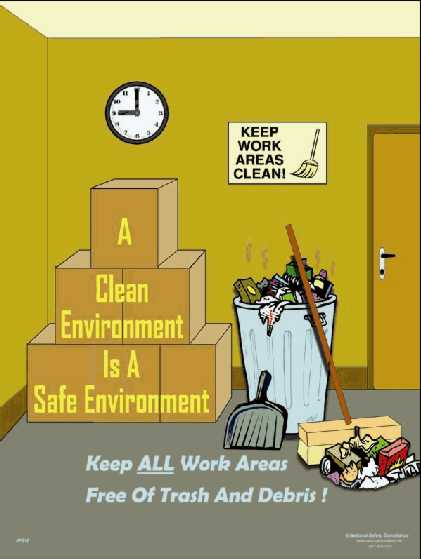 KEEP
WORK
AREAS
CLEAN!
A
Clean
Environment
Is A
Safe Environment
Keep ALL Work Areas
Free Of Trash And Debris !